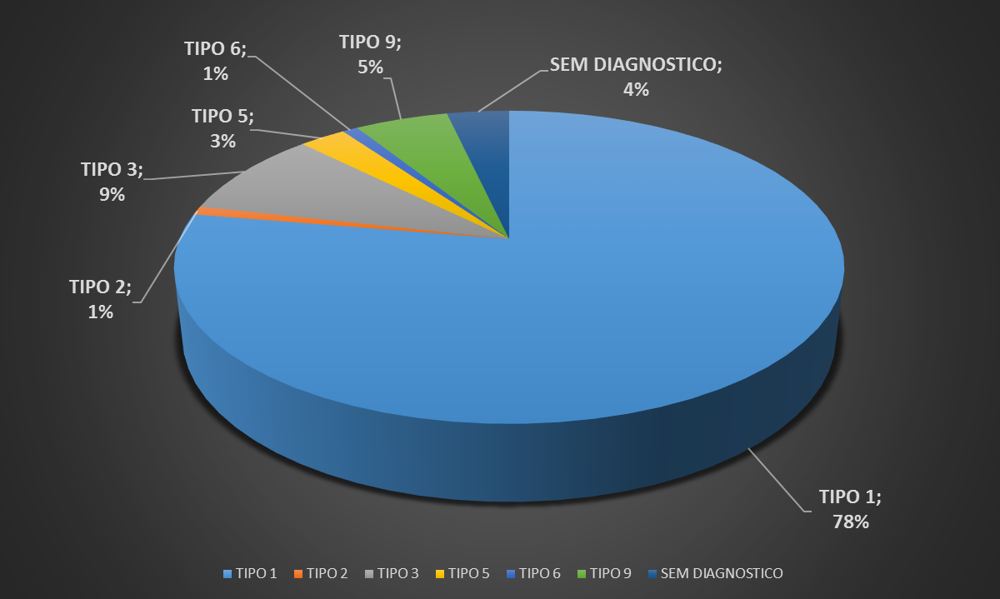 TIPO 6;
1%
TIPO 9;
5%
SEM DIAGNOSTICO;
4%
TIPO 5;
3%
TIPO 3;
9%
TIPO 2;
1%
TIPO 1;
78%
TIPO 1 TIPO 2 TIPO 3 TIPO 5 TIPO 6 TIPO 9 SEM DIAGNOSTICO